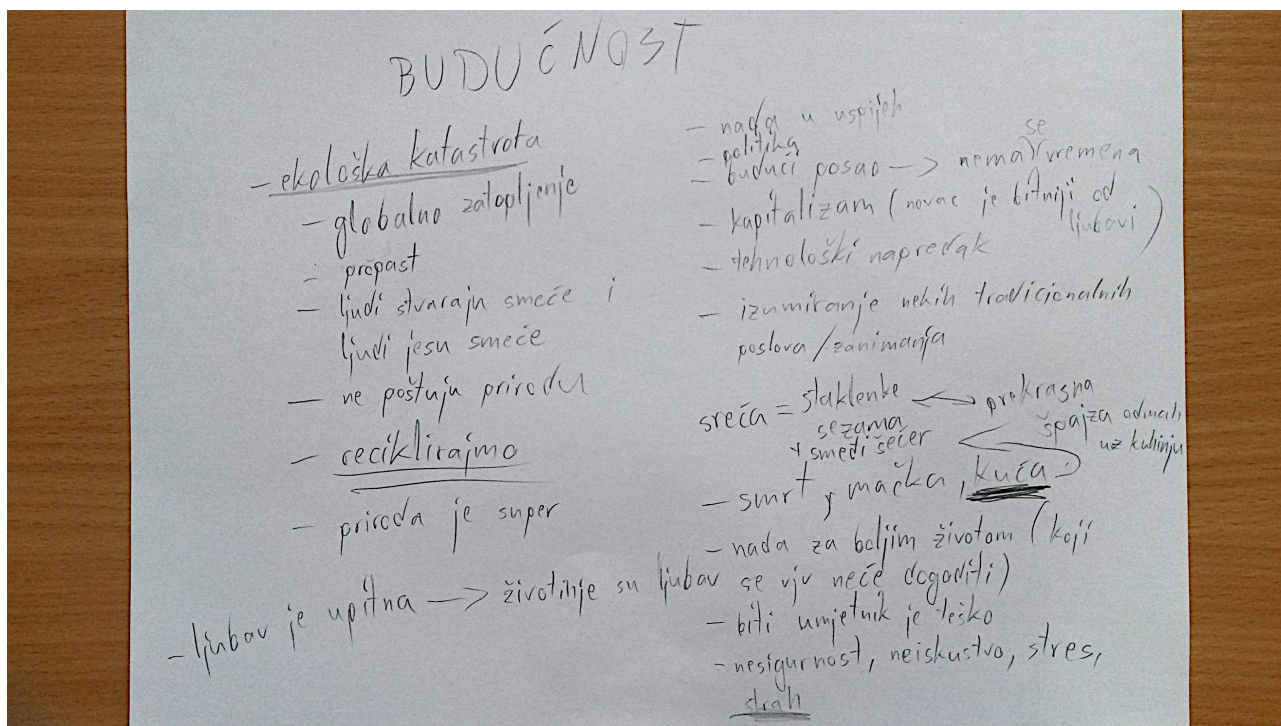 BUDUĆNOST
- ekološka katastrofa
- globalno zatopljenje
- propast
- ljudi stvaraju smeće i
ljudi jesu smeće
- ne poštuju prirodu
- reciklirajmo
- priroda je super
- ljubav je upitna -> životinje su ljubav
- nada u uspijeh
- politika
- budući posao -> nema se vremena
- kapitalizam (novac je bitniji od
ljubavi)
- tehnološki napredak
- izumiranje nekih tradicionalnih
poslova/zanimanja
sreća = staklenke <-> prekrasna
sezama špajza odmah
+ smeđi šećer uz kuhinju
- smrt, mačka, kuća
- nada za boljim životom (koji
se vjv neće dogoditi)
- biti umjetnik je teško
- nesigurnost, neiskustvo, stres,
strah